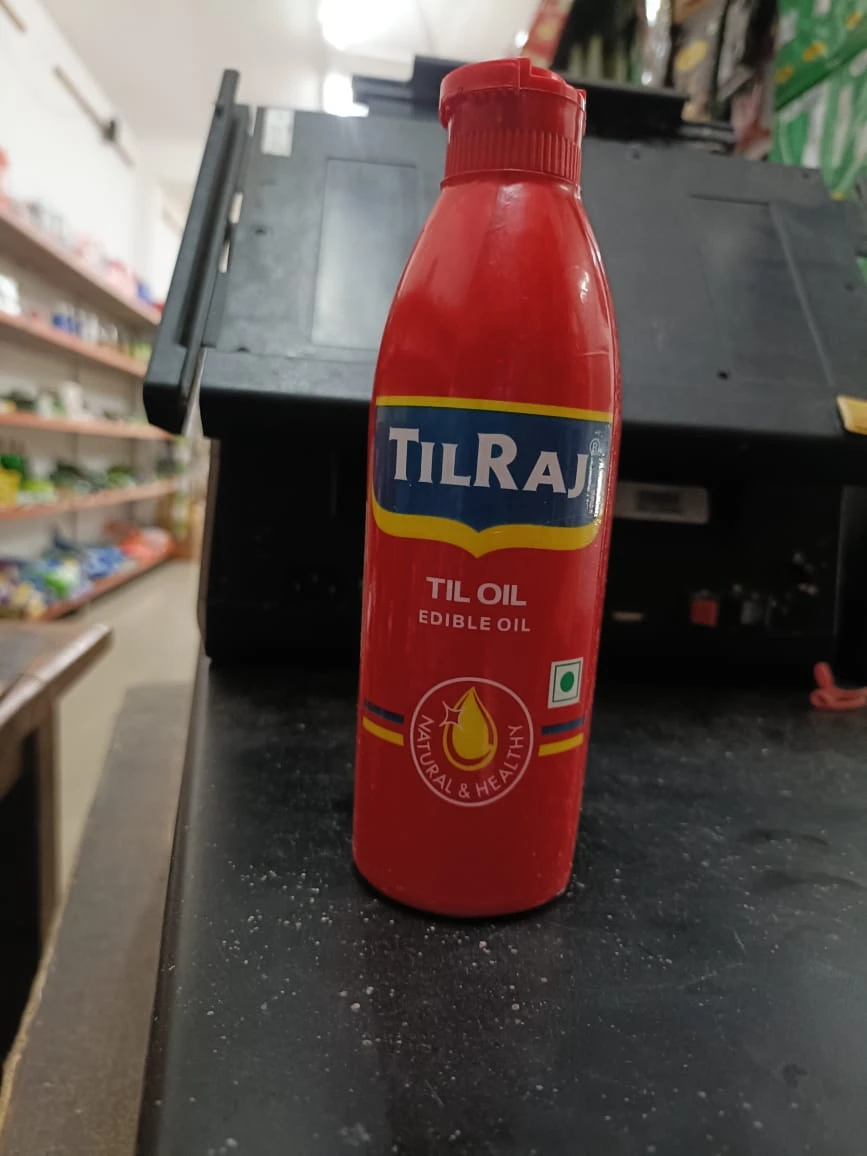 TILRAJ®
TIL OIL
EDIBLE OIL
NATURAL & HEALTHY